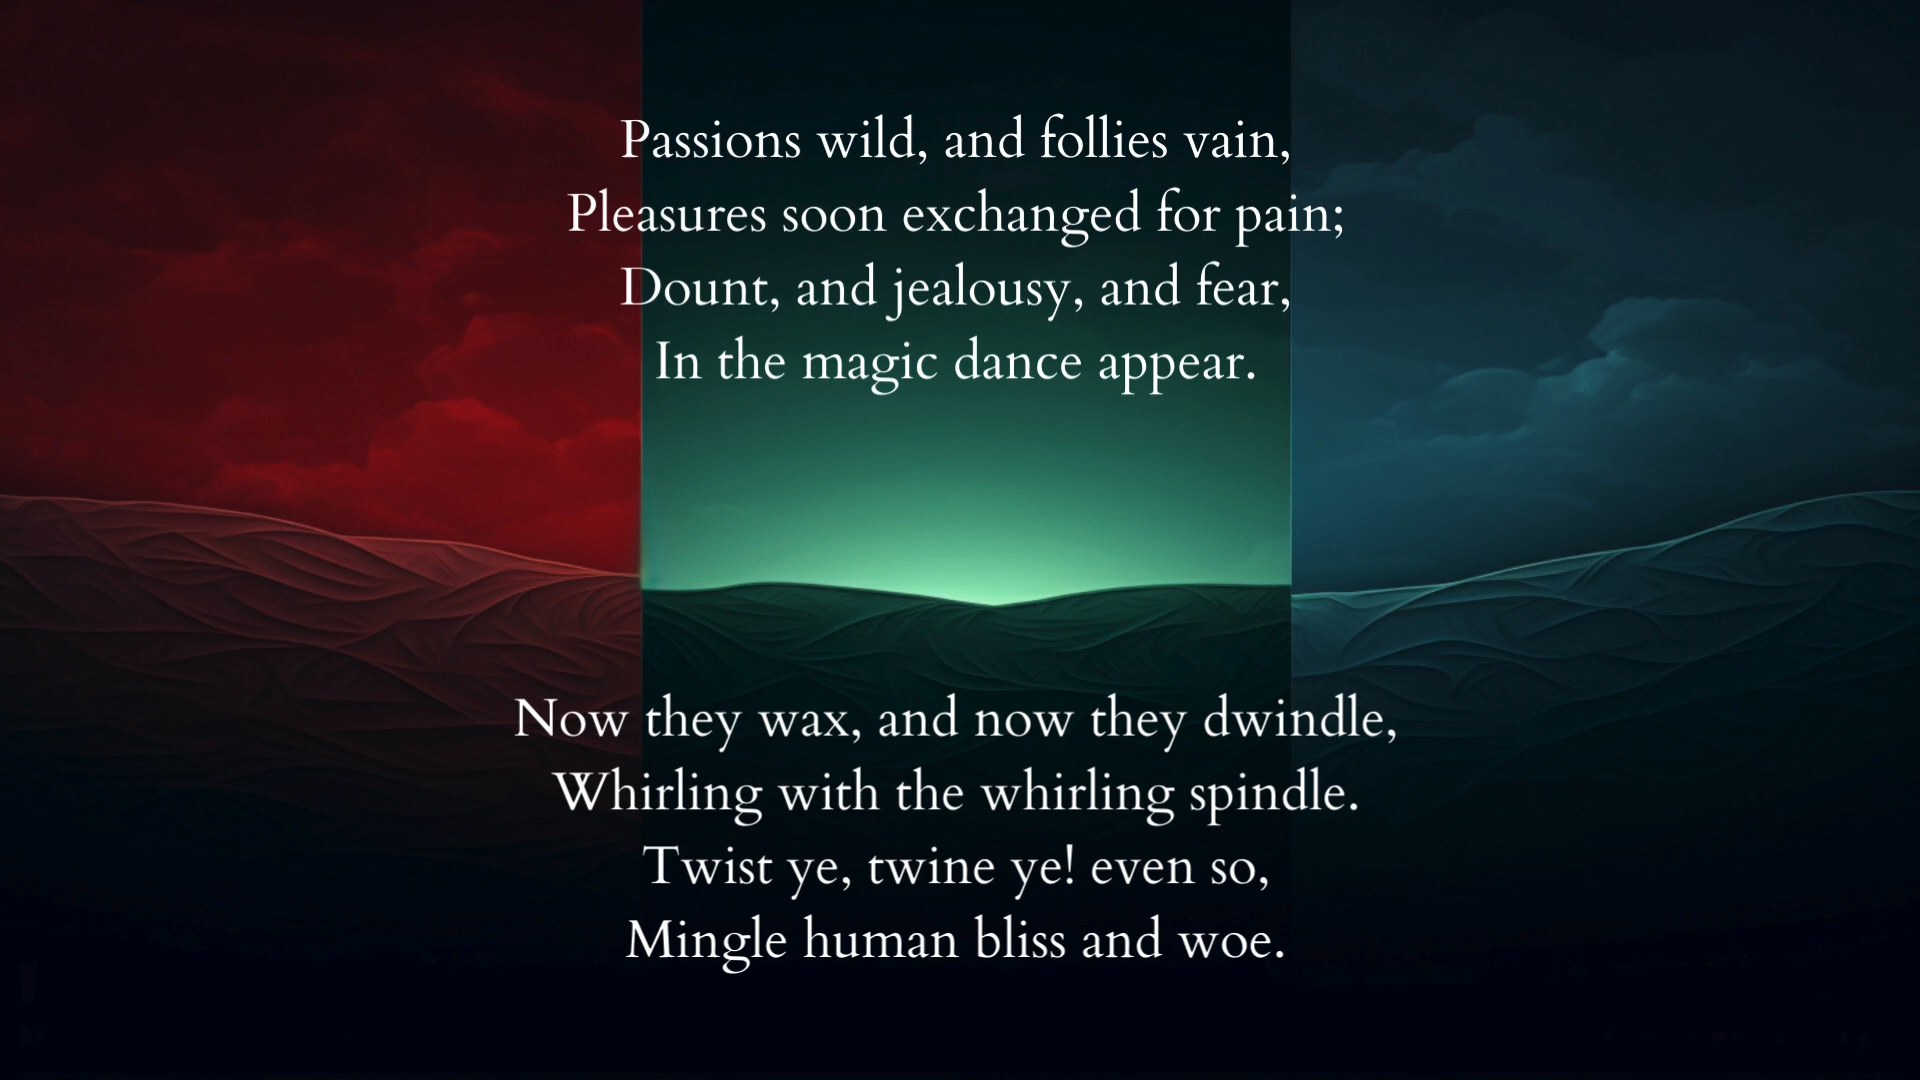 Passions wild, and follies vain,
Pleasures soon exchanged for pain;
Dount, and jealousy, and fear,
In the magic dance appear.
Now they wax, and now they dwindle,
Whirling with the whirling spindle.
Twist ye, twine ye! even so,
Mingle human bliss and woe.